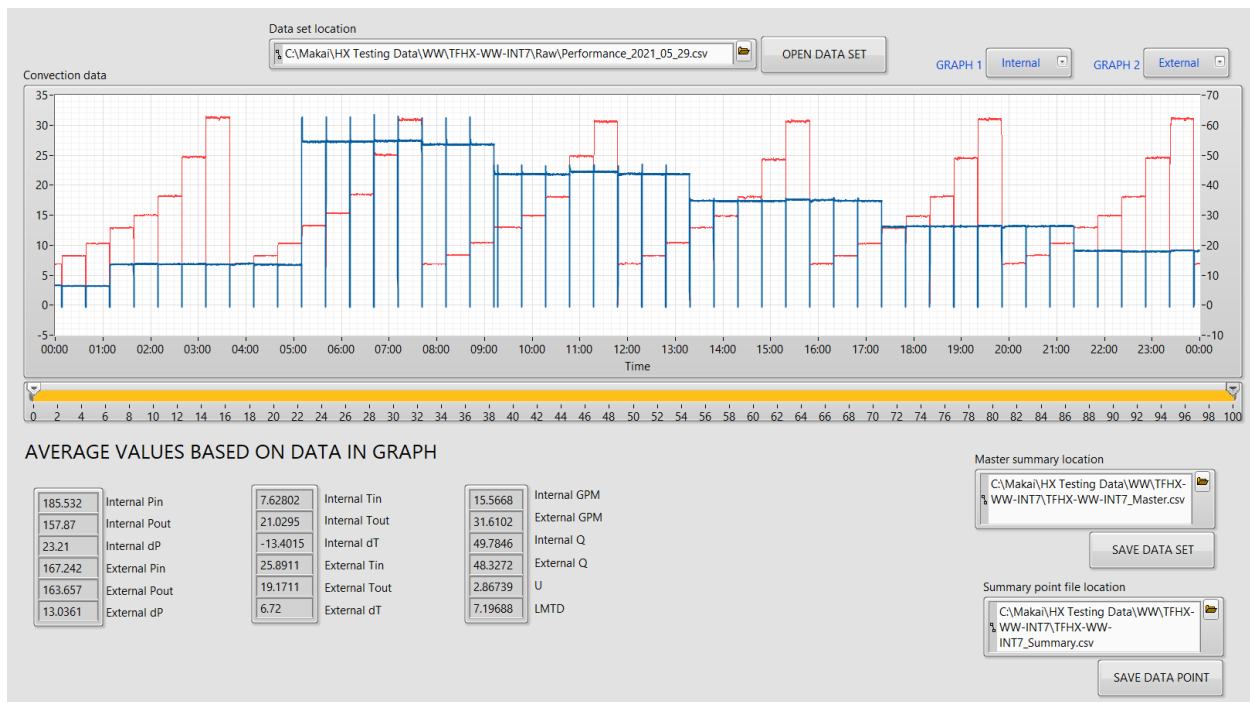 Data set location
C:\Makai\HX Testing Data\WW\TFHX-WW-INT7\Raw\Performance_2021_05_29.csv
OPEN DATA SET
GRAPH 1 Internal
GRAPH 2 External
Convection data
35
30
25
20
15
10
5
0
-5
70
60
50
40
30
20
10
0
-10
00:00 01:00 02:00 03:00 04:00 05:00 06:00 07:00 08:00 09:00 10:00 11:00 12:00 13:00 14:00 15:00 16:00 17:00 18:00 19:00 20:00 21:00 22:00 23:00 00:00
Time
0 2 4 6 8 10 12 14 16 18 20 22 24 26 28 30 32 34 36 38 40 42 44 46 48 50 52 54 56 58 60 62 64 66 68 70 72 74 76 78 80 82 84 86 88 90 92 94 96 98 100
AVERAGE VALUES BASED ON DATA IN GRAPH
185.532 Internal Pin
157.87 Internal Pout
23.21 Internal dP
167.242 External Pin
163.657 External Pout
13.0361 External dP
7.62802 Internal Tin
21.0295 Internal Tout
-13.4015 Internal dT
25.8911 External Tin
19.1711 External Tout
6.72 External dT
15.5668 Internal GPM
31.6102 External GPM
49.7846 Internal Q
48.3272 External Q
2.86739 U
7.19688 LMTD
Master summary location
C:\Makai\HX Testing Data\WW\TFHX-
WW-INT7\TFHX-WW-INT7_Master.csv
SAVE DATA SET
Summary point file location
C:\Makai\HX Testing Data\WW\TFHX-
WW-INT7\TFHX-WW-
INT7_Summary.csv
SAVE DATA POINT